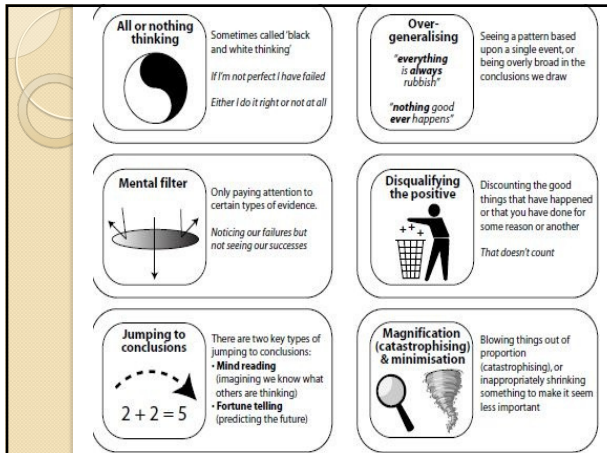 All or nothing
thinking
Sometimes called 'black
and white thinking'
If I'm not perfect I have failed
Either I do it right or not at all
Over-
generalising
"everything
is always
rubbish"
"nothing good
ever happens"
Seeing a pattern based
upon a single event, or
being overly broad in the
conclusions we draw
Mental filter
Only paying attention to
certain types of evidence.
Noticing our failures but
not seeing our successes
Disqualifying
the positive
+ + +
+
Discounting the good
things that have happened
or that you have done for
some reason or another
That doesn't count
Jumping to
conclusions
2 + 2 = 5
There are two key types of
jumping to conclusions:
• Mind reading
(imagining we know what
others are thinking)
• Fortune telling
(predicting the future)
Magnification
(catastrophising)
& minimisation
Blowing things out of
proportion
(catastrophising), or
inappropriately shrinking
something to make it seem
less important